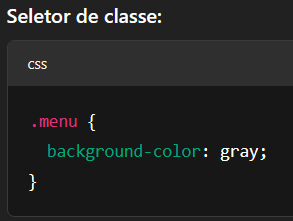 Seletor de classe:
css
.menu {
  background-color: gray;
}